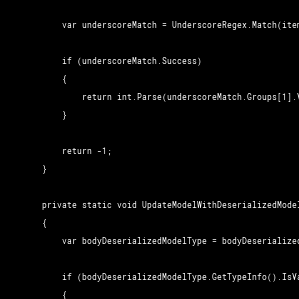 var underscoreMatch = UnderscoreRegex.Match(item
if (underscoreMatch.Success)
{
return int.Parse(underscoreMatch.Groups[1].V
}
return -1;
}
private static void UpdateModelWithDeserializedModel
{
var bodyDeserializedModelType = bodyDeserialized
if (bodyDeserializedModelType.GetTypeInfo().IsVa
{